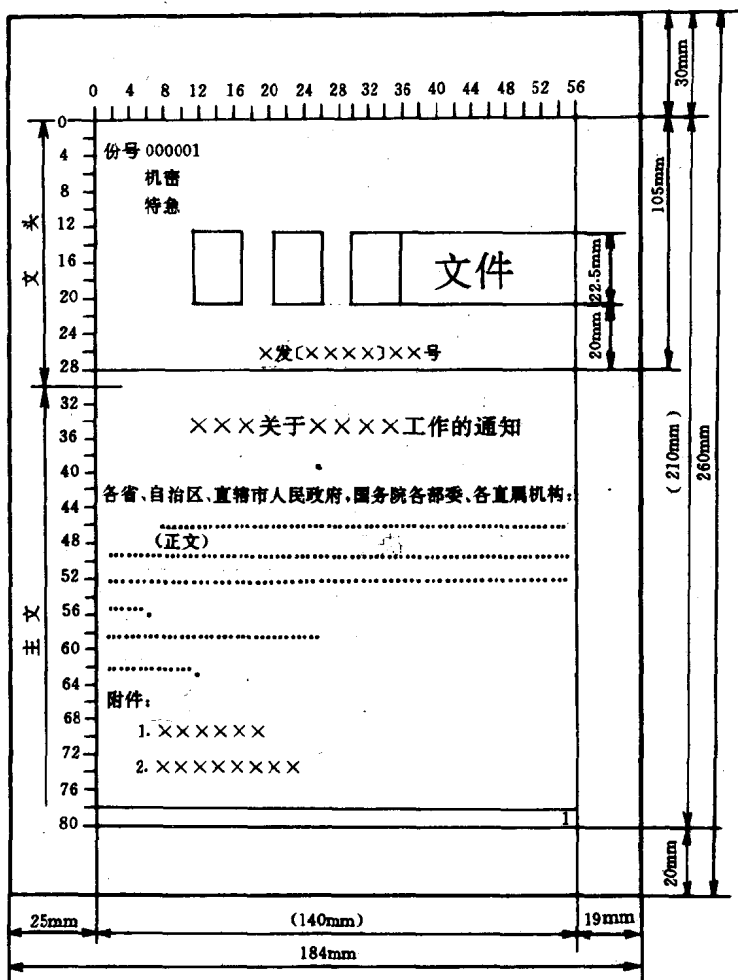 30mm
0 4 8 12 16 20 24 28 32 36 40 44 48 52 56
0
份号 000001
4
机密
8
特急
105mm
12
文头
16
文件
22.5mm
20
20mm
24
×发〔××××〕××号
28
32
×××关于××××工作的通知
36
(210mm)
260mm
40
各省、自治区、直辖市人民政府,国务院各部委、各直属机构:
44
(正文)
48
52
56
主文
60
64
附件:
68
1. ××××××
72
2. ××××××××
76
1
80
20mm
25mm (140mm) 19mm
184mm